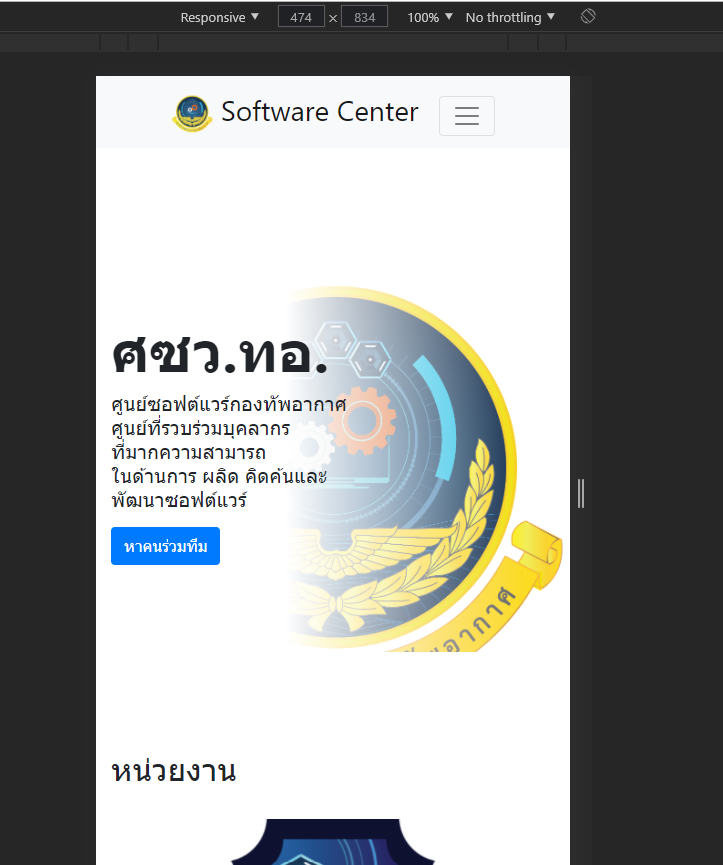 Responsive 474 × 834 100% No throttling
Software Center
ศซว.ทอ.
ศูนย์ซอฟต์แวร์กองทัพอากาศ
ศูนย์ที่รวบร่วมบุคลากร
ที่มากความสามารถ
ในด้านการ ผลิต คิดค้นและ
พัฒนาซอฟต์แวร์
หาคนร่วมทีม
อากาศ
หน่วยงาน